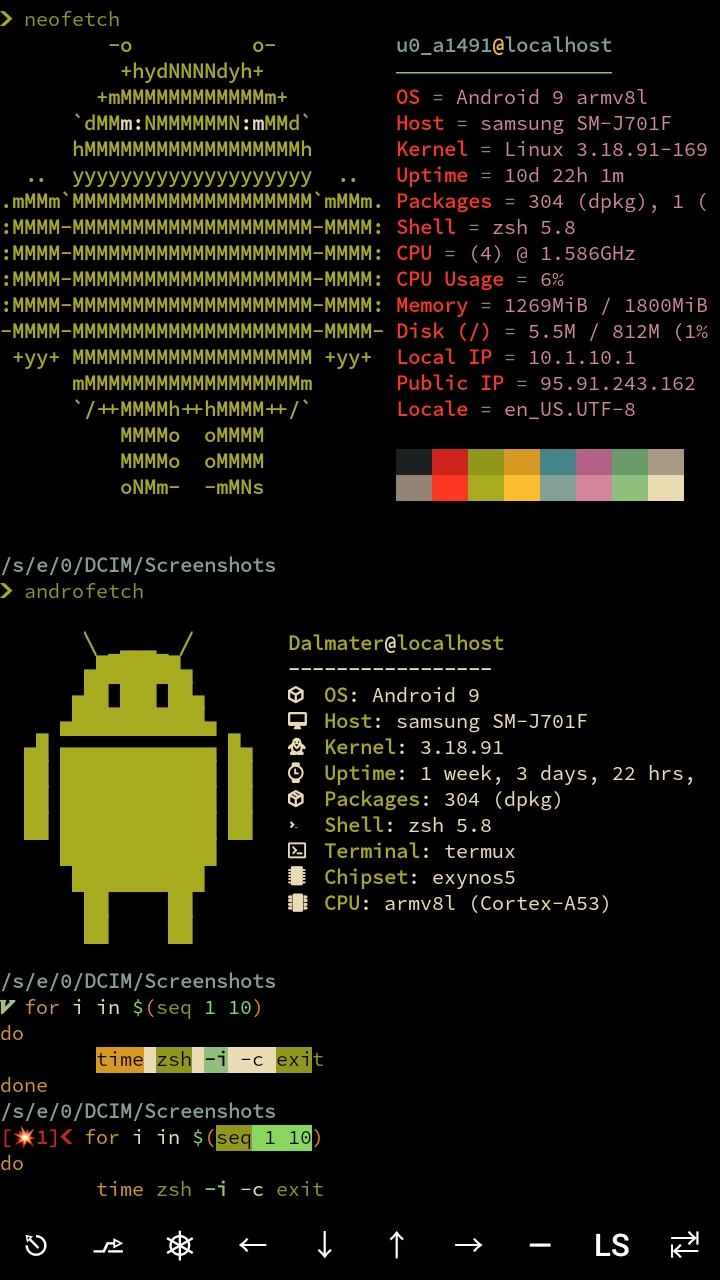 ❯ neofetch
-o          o-
+hydNNNNdyh+
+mMMMMMMMMMMMMm+
`dMMm:NMMMMMMN:mMMd`
hMMMMMMMMMMMMMMMMMMh
..  yyyyyyyyyyyyyyyyyyyy  ..
.mMMm`MMMMMMMMMMMMMMMMMMMM`mMMm.
:MMMM-MMMMMMMMMMMMMMMMMMMM-MMMM:
:MMMM-MMMMMMMMMMMMMMMMMMMM-MMMM:
:MMMM-MMMMMMMMMMMMMMMMMMMM-MMMM:
:MMMM-MMMMMMMMMMMMMMMMMMMM-MMMM:
-MMMM-MMMMMMMMMMMMMMMMMMMM-MMMM-
+yy+ MMMMMMMMMMMMMMMMMMMM +yy+
mMMMMMMMMMMMMMMMMMMm
`/++MMMMh++hMMMM++/`
MMMMo  oMMMM
MMMMo  oMMMM
oNMm-  -mMNs
u0_a1491@localhost
OS = Android 9 armv8l
Host = samsung SM-J701F
Kernel = Linux 3.18.91-169
Uptime = 10d 22h 1m
Packages = 304 (dpkg), 1 (
Shell = zsh 5.8
CPU = (4) @ 1.586GHz
CPU Usage = 6%
Memory = 1269MiB / 1800MiB
Disk (/) = 5.5M / 812M (1%
Local IP = 10.1.10.1
Public IP = 95.91.243.162
Locale = en_US.UTF-8
/s/e/0/DCIM/Screenshots
❯ androfetch
Dalmater@localhost
-----------------
OS: Android 9
Host: samsung SM-J701F
Kernel: 3.18.91
Uptime: 1 week, 3 days, 22 hrs,
Packages: 304 (dpkg)
Shell: zsh 5.8
Terminal: termux
Chipset: exynos5
CPU: armv8l (Cortex-A53)
/s/e/0/DCIM/Screenshots
V for i in $(seq 1 10)
do
time zsh -i -c exit
done
/s/e/0/DCIM/Screenshots
[💥1]❮ for i in $(seq 1 10)
do
time zsh -i -c exit
LS